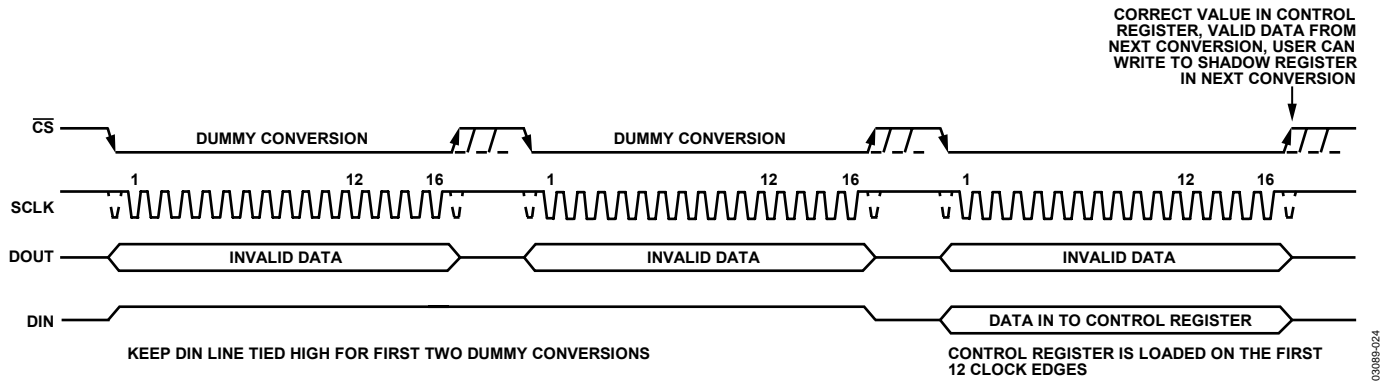 CORRECT VALUE IN CONTROL
REGISTER, VALID DATA FROM
NEXT CONVERSION, USER CAN
WRITE TO SHADOW REGISTER
IN NEXT CONVERSION
CS DUMMY CONVERSION DUMMY CONVERSION
1 12 16 1 12 16 1 12 16
SCLK
DOUT INVALID DATA INVALID DATA INVALID DATA
DIN DATA IN TO CONTROL REGISTER
KEEP DIN LINE TIED HIGH FOR FIRST TWO DUMMY CONVERSIONS
CONTROL REGISTER IS LOADED ON THE FIRST
12 CLOCK EDGES
03089-024